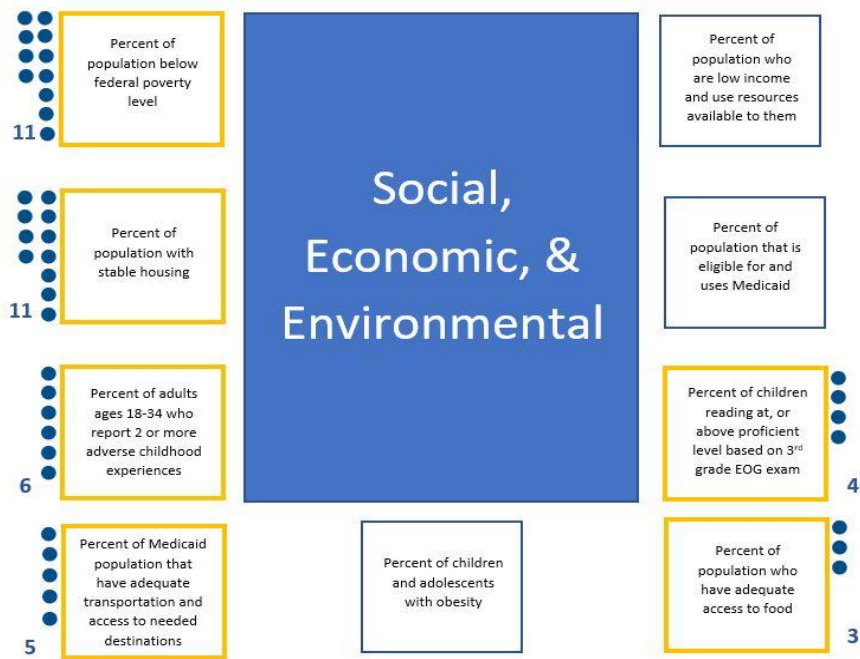 Percent of
population below
federal poverty
level
11
Percent of
population with
stable housing
11
Percent of adults
ages 18-34 who
report 2 or more
adverse childhood
experiences
6
Percent of Medicaid
population that
have adequate
transportation and
access to needed
destinations
5
Social,
Economic, &
Environmental
Percent of children
and adolescents
with obesity
Percent of
population who
are low income
and use resources
available to them
Percent of
population that is
eligible for and
uses Medicaid
Percent of children
reading at, or
above proficient
level based on 3rd
grade EOG exam
4
Percent of
population who
have adequate
access to food
3